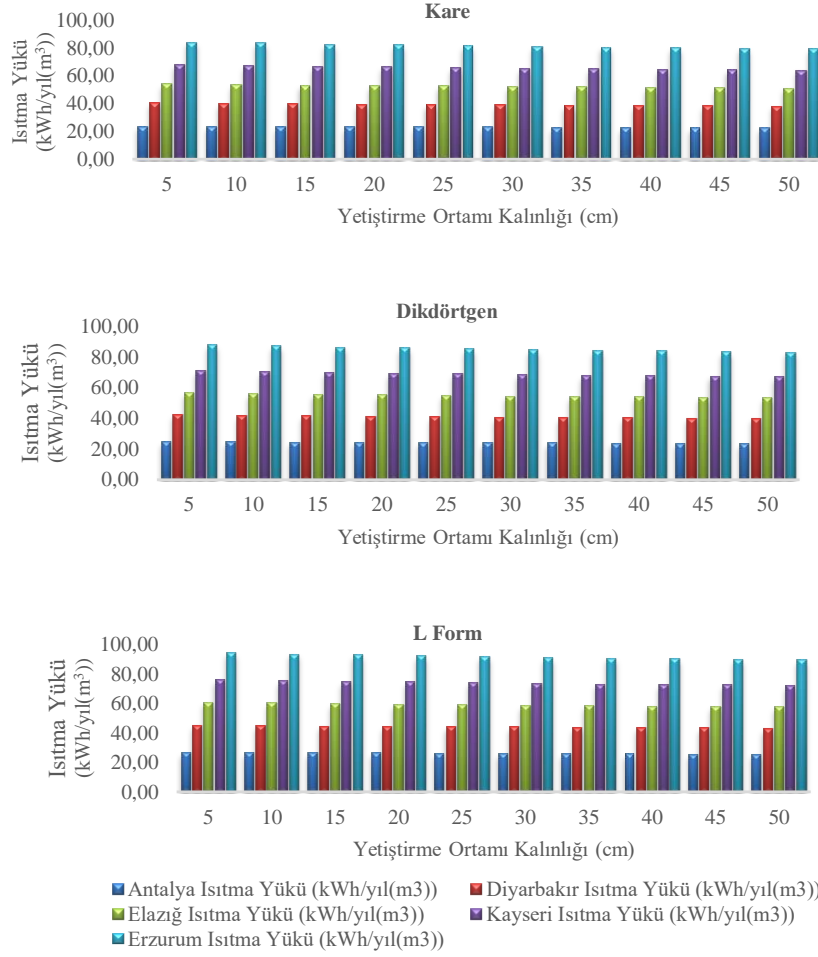 Kare
Isıtma Yükü
(kWh/yıl(m³))
100,00
80,00
60,00
40,00
20,00
0,00
5 10 15 20 25 30 35 40 45 50
Yetiştirme Ortamı Kalınlığı (cm)
Dikdörtgen
Isıtma Yükü
(kWh/yıl(m³))
100,00
80,00
60,00
40,00
20,00
0,00
5 10 15 20 25 30 35 40 45 50
Yetiştirme Ortamı Kalınlığı (cm)
L Form
Isıtma Yükü
(kWh/yıl(m³))
100,00
80,00
60,00
40,00
20,00
0,00
5 10 15 20 25 30 35 40 45 50
Yetiştirme Ortamı Kalınlığı (cm)
Antalya Isıtma Yükü (kWh/yıl(m3)) Diyarbakır Isıtma Yükü (kWh/yıl(m3))
Elazığ Isıtma Yükü (kWh/yıl(m3)) Kayseri Isıtma Yükü (kWh/yıl(m3))
Erzurum Isıtma Yükü (kWh/yıl(m3))